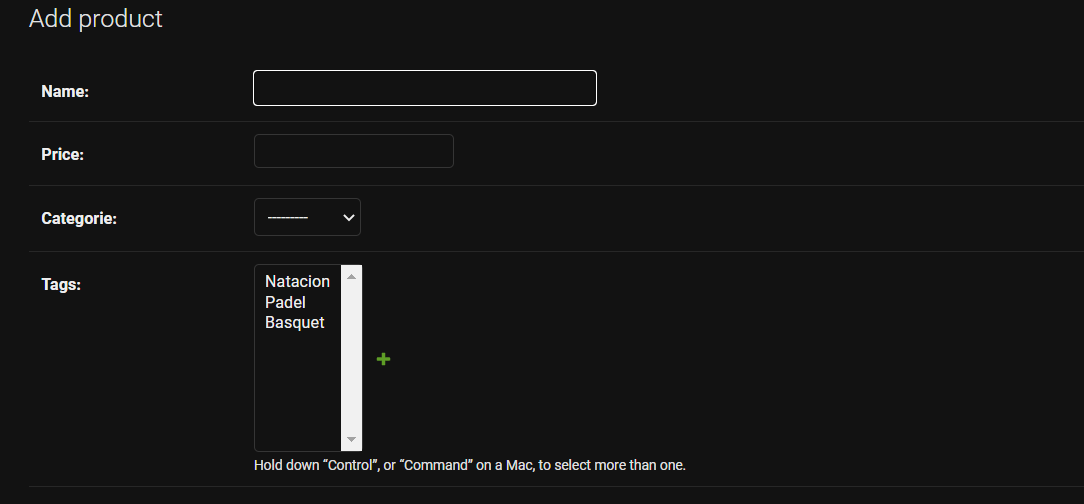 Add product
Name:
Price:
Categorie:
---------
Tags:
Natacion
Padel
Basquet
Hold down “Control”, or “Command” on a Mac, to select more than one.